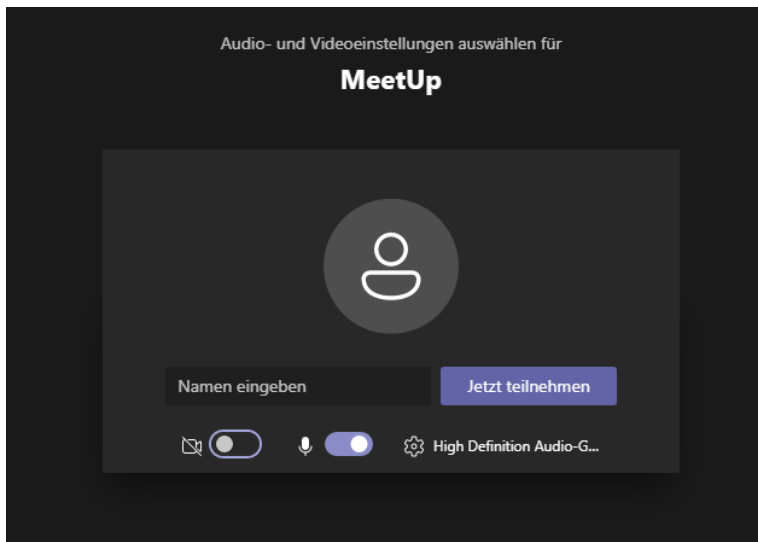 Audio- und Videoeinstellungen auswählen für
MeetUp
Namen eingeben
Jetzt teilnehmen
High Definition Audio-G...